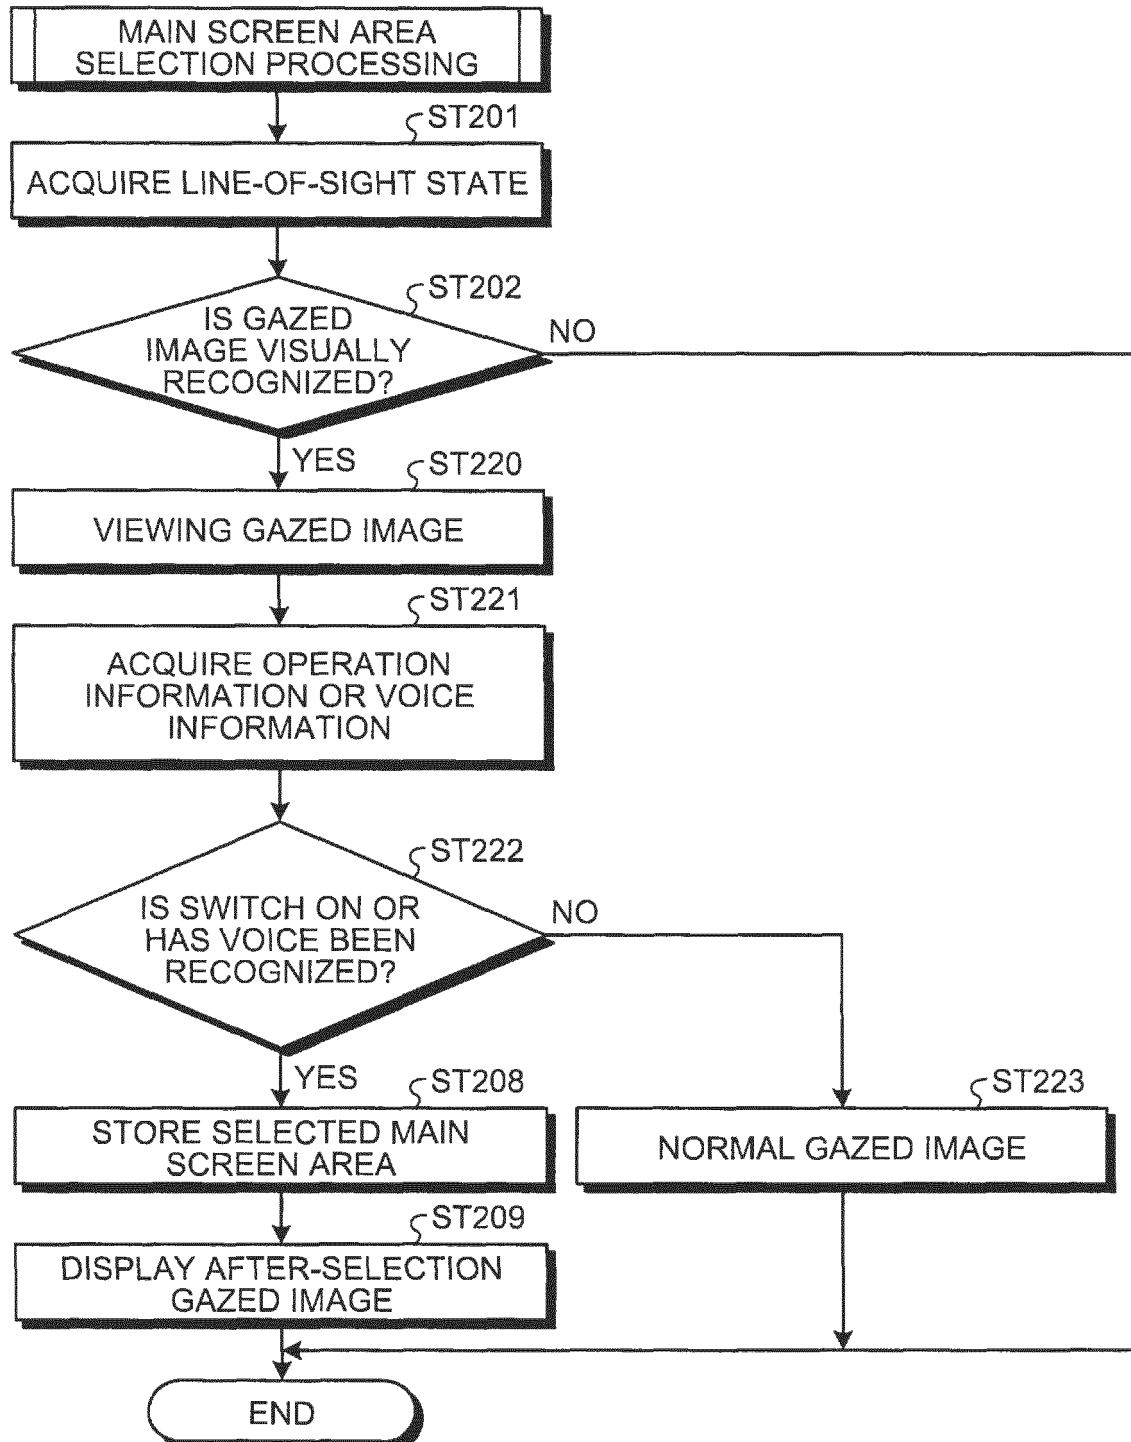 MAIN SCREEN AREA
SELECTION PROCESSING
ST201
ACQUIRE LINE-OF-SIGHT STATE
ST202
IS GAZED
IMAGE VISUALLY
RECOGNIZED?
NO
YES
ST220
VIEWING GAZED IMAGE
ST221
ACQUIRE OPERATION
INFORMATION OR VOICE
INFORMATION
ST222
IS SWITCH ON OR
HAS VOICE BEEN
RECOGNIZED?
NO
YES
ST208
STORE SELECTED MAIN
SCREEN AREA
ST223
NORMAL GAZED IMAGE
ST209
DISPLAY AFTER-SELECTION
GAZED IMAGE
END